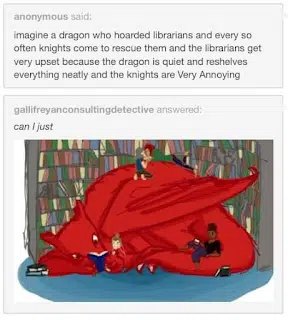 anonymous said:
imagine a dragon who hoarded librarians and every so
often knights come to rescue them and the librarians get
very upset because the dragon is quiet and reshelves
everything neatly and the knights are Very Annoying
gallifreyanconsultingdetective answered:
can I just